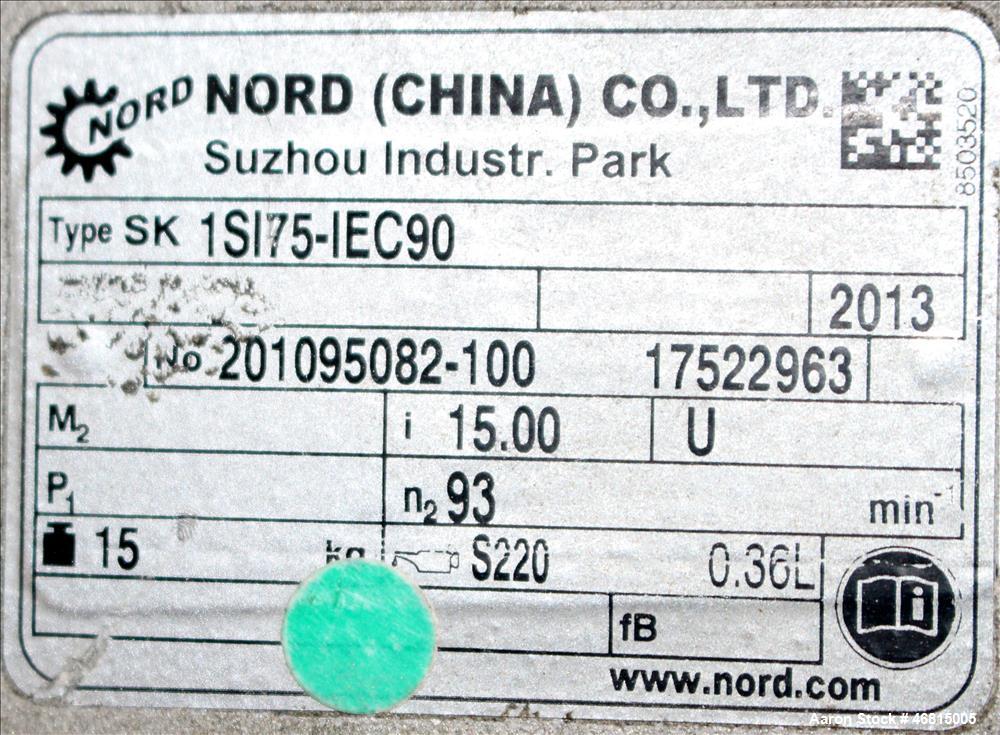 NORD NORD (CHINA) CO.,LTD.
Suzhou Industr. Park
8503520
Type SK 1SI75-IEC90
2013
No 201095082-100 17522963
M2 i 15.00 U
P1 n2 93 min-1
15 kg S220 0.36L
fB
www.nord.com
Aaron Stock # 46815005